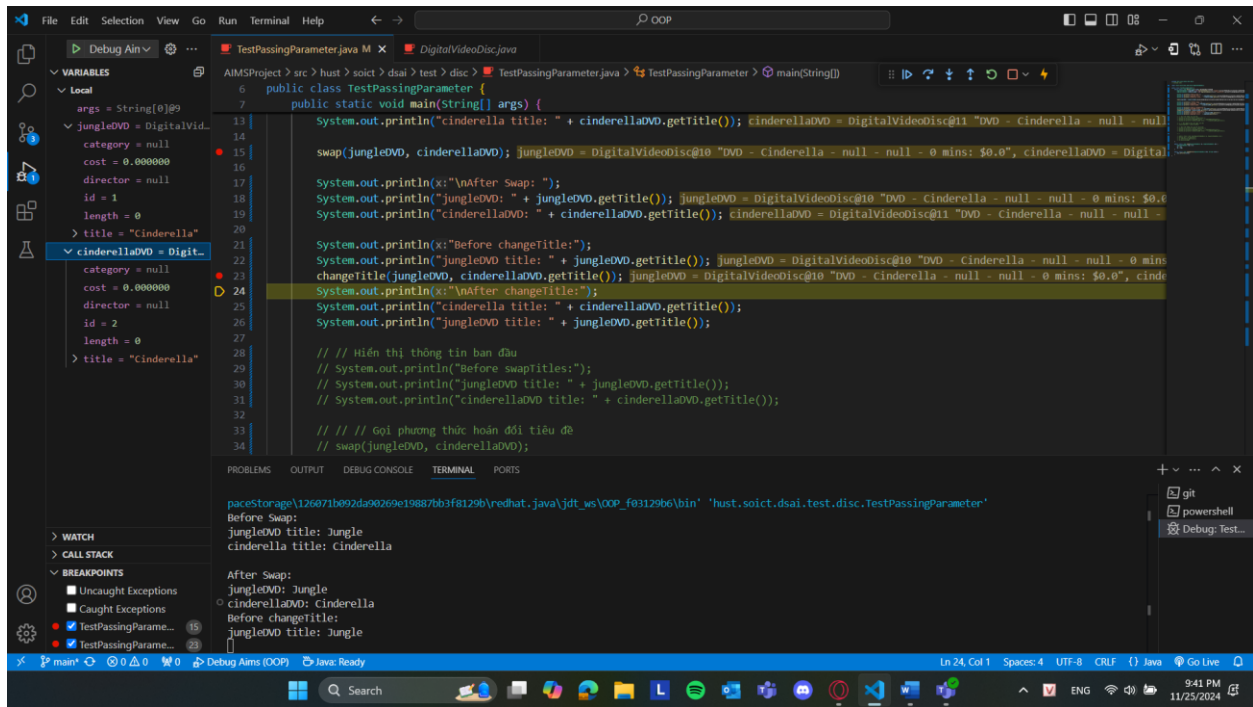 File Edit Selection View Go Run Terminal Help
OOP
Debug Ain
TestPassingParameter.java M
DigitalVideoDisc.java
AIMSProject > src > hust > soict > dsai > test > disc > TestPassingParameter.java > TestPassingParameter > main(String[])
VARIABLES
Local
args = String[0]@9
jungleDVD = DigitalVid…
category = null
cost = 0.000000
director = null
id = 1
length = 0
title = "Cinderella"
cinderellaDVD = Digit…
category = null
cost = 0.000000
director = null
id = 2
length = 0
title = "Cinderella"
WATCH
CALL STACK
BREAKPOINTS
Uncaught Exceptions
Caught Exceptions
TestPassingParame... 15
TestPassingParame... 23
6 public class TestPassingParameter {
7 public static void main(String[] args) {
13 System.out.println("cinderella title: " + cinderellaDVD.getTitle()); cinderellaDVD = DigitalVideoDisc@11 "DVD - Cinderella - null - null
14
15 swap(jungleDVD, cinderellaDVD); jungleDVD = DigitalVideoDisc@10 "DVD - Cinderella - null - null - 0 mins: $0.0", cinderellaDVD = Digital
16
17 System.out.println(x:"\nAfter Swap: ");
18 System.out.println("jungleDVD: " + jungleDVD.getTitle()); jungleDVD = DigitalVideoDisc@10 "DVD - Cinderella - null - null - 0 mins: $0.0
19 System.out.println("cinderellaDVD: " + cinderellaDVD.getTitle()); cinderellaDVD = DigitalVideoDisc@11 "DVD - Cinderella - null - null -
20
21 System.out.println(x:"Before changeTitle:");
22 System.out.println("jungleDVD title: " + jungleDVD.getTitle()); jungleDVD = DigitalVideoDisc@10 "DVD - Cinderella - null - null - 0 mins
23 changeTitle(jungleDVD, cinderellaDVD.getTitle()); jungleDVD = DigitalVideoDisc@10 "DVD - Cinderella - null - null - 0 mins: $0.0", cinde
24 System.out.println(x:"\nAfter changeTitle:");
25 System.out.println("cinderella title: " + cinderellaDVD.getTitle());
26 System.out.println("jungleDVD title: " + jungleDVD.getTitle());
27
28 // // Hiển thị thông tin ban đầu
29 // System.out.println("Before swapTitles:");
30 // System.out.println("jungleDVD title: " + jungleDVD.getTitle());
31 // System.out.println("cinderellaDVD title: " + cinderellaDVD.getTitle());
32
33 // // // Gọi phương thức hoán đổi tiêu đề
34 // swap(jungleDVD, cinderellaDVD);
PROBLEMS OUTPUT DEBUG CONSOLE TERMINAL PORTS
paceStorage\126071b092da90269e19887bb3f8129b\redhat.java\jdt_ws\OOP_f03129b6\bin' 'hust.soict.dsai.test.disc.TestPassingParameter'
Before Swap:
jungleDVD title: Jungle
cinderella title: Cinderella
After Swap:
jungleDVD: Jungle
cinderellaDVD: Cinderella
Before changeTitle:
jungleDVD title: Jungle
git
powershell
Debug: Test...
main* 0 0 0 Debug Aims (OOP) Java: Ready
Ln 24, Col 1 Spaces: 4 UTF-8 CRLF {} Java Go Live
Search
ENG
9:41 PM
11/25/2024